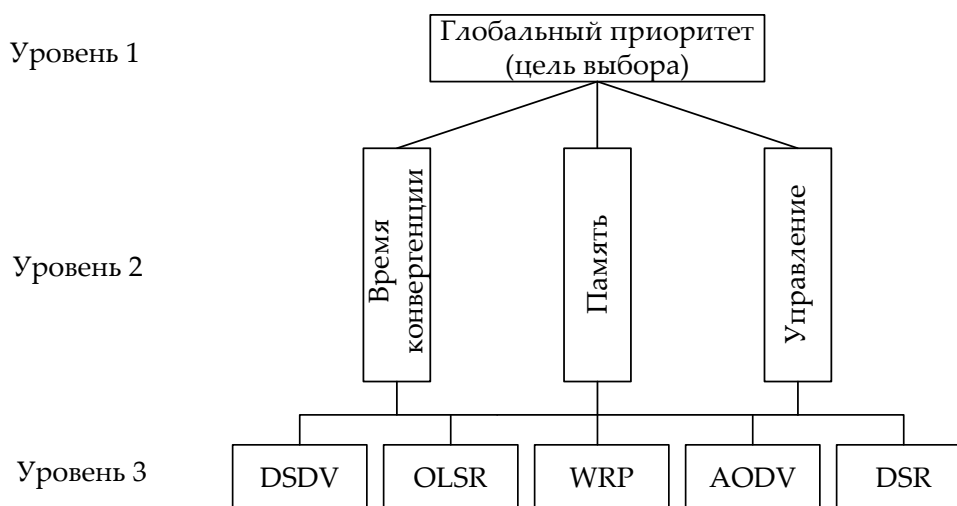 Уровень 1
Глобальный приоритет
(цель выбора)
Уровень 2
Время
конвергенции
Память
Управление
Уровень 3
DSDV
OLSR
WRP
AODV
DSR